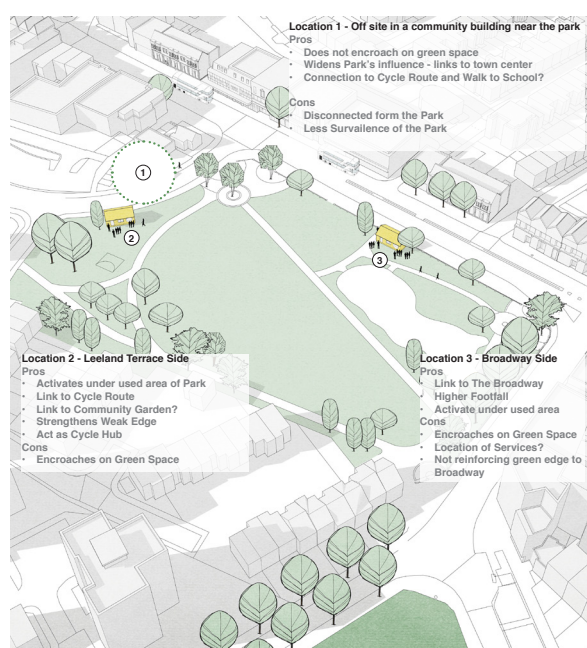 Location 1 - Off site in a community building near the park
Pros
• Does not encroach on green space
• Widens Park's influence - links to town center
• Connection to Cycle Route and Walk to School?
Cons
• Disconnected form the Park
• Less Survailence of the Park
1
2
3
Location 2 - Leeland Terrace Side
Pros
• Activates under used area of Park
• Link to Cycle Route
• Link to Community Garden?
• Strengthens Weak Edge
• Act as Cycle Hub
Cons
• Encroaches on Green Space
Location 3 - Broadway Side
Pros
• Link to The Broadway
• Higher Footfall
• Activate under used area
Cons
• Encroaches on Green Space
• Location of Services?
• Not reinforcing green edge to
Broadway